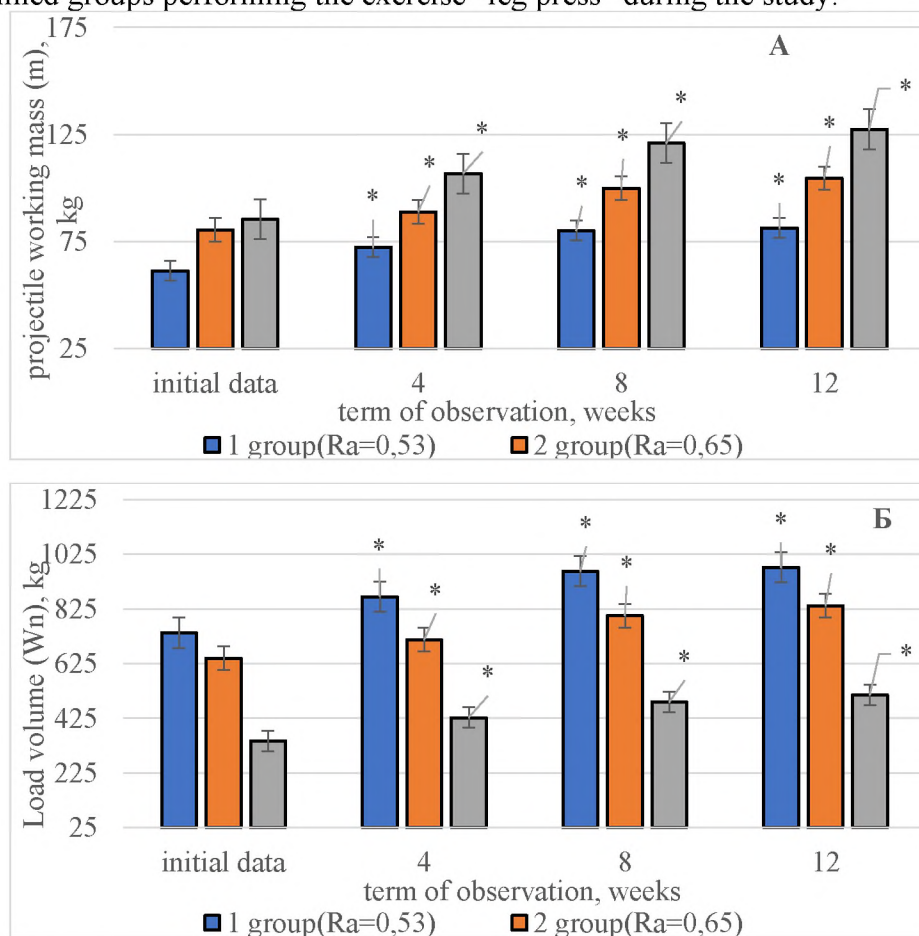 groups performing the exercise "leg press" during the study.
A
projectile working mass (m),
kg
175
125
75
25
* * * * * * * * *
initial data 4 8 12
term of observation, weeks
1 group(Ra=0,53) 2 group(Ra=0,65)
Б
Load volume (Wn), kg
1225
1025
825
625
425
225
25
* * * * * * * * *
initial data 4 8 12
term of observation, weeks
1 group(Ra=0,53) 2 group(Ra=0,65)